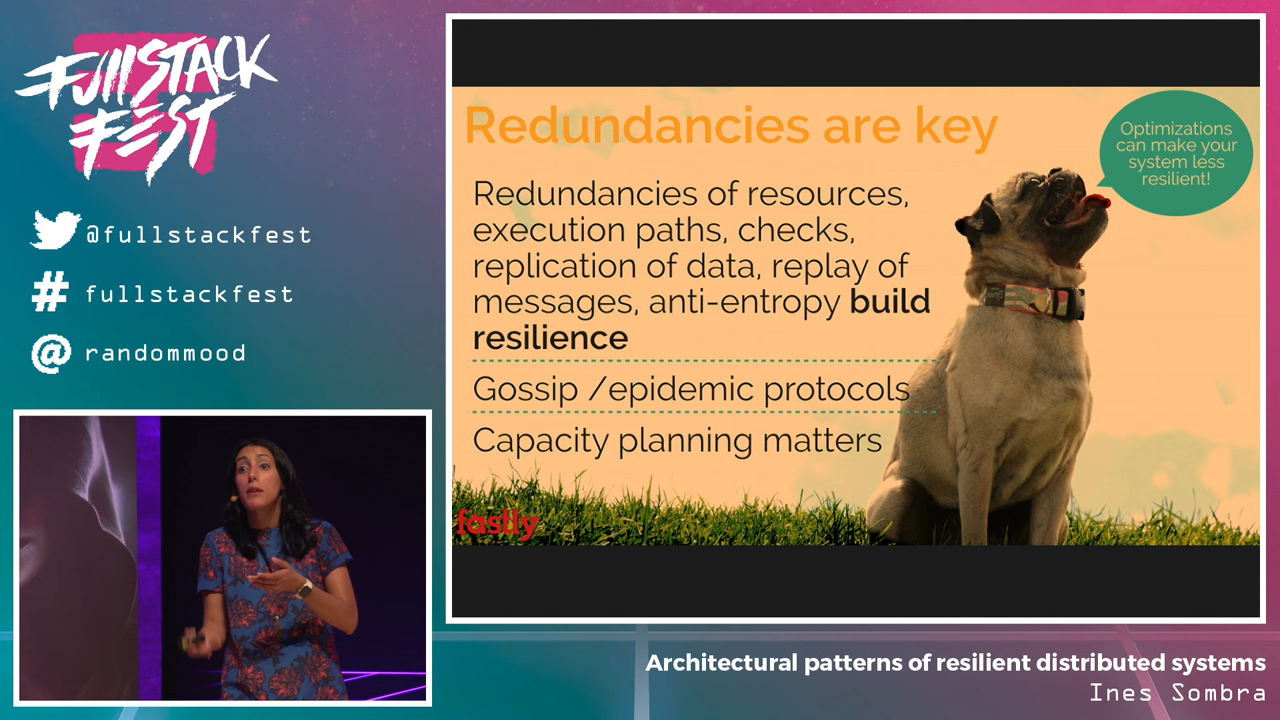 FullSTACK
FEST
@fullstackfest
# fullstackfest
@ randommood
Redundancies are key
Redundancies of resources,
execution paths, checks,
replication of data, replay of
messages, anti-entropy build
resilience
Gossip /epidemic protocols
Capacity planning matters
Optimizations
can make your
system less
resilient!
fastly
Architectural patterns of resilient distributed systems
Ines Sombra